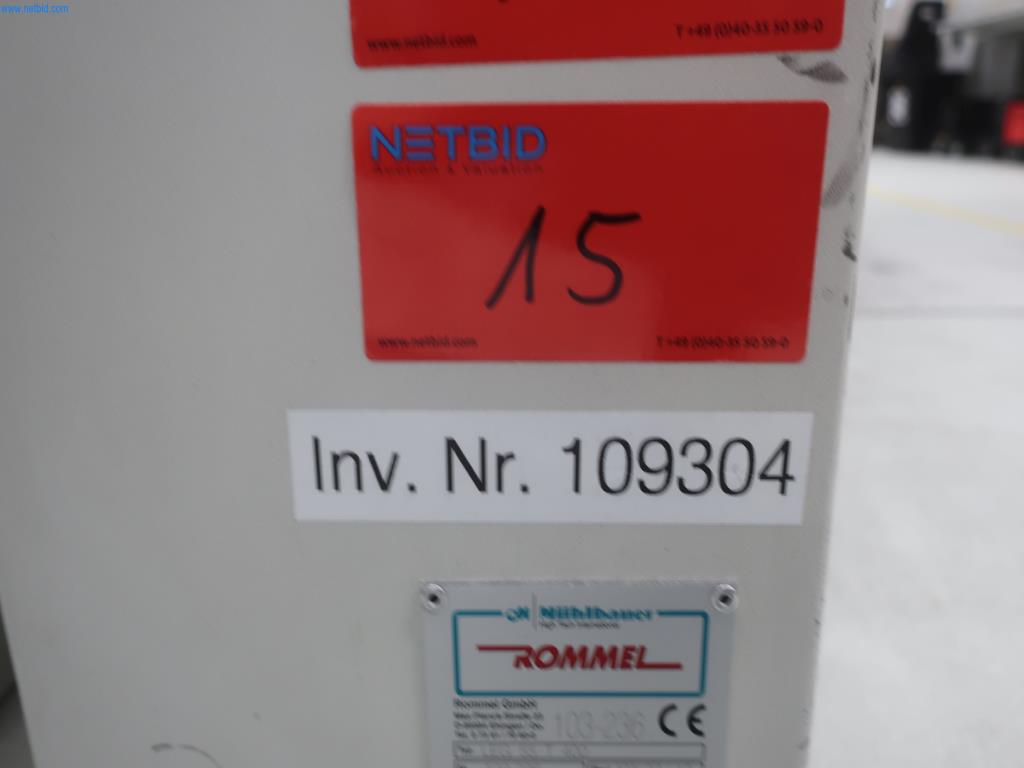 www.netbid.com
www.netbid.com T +49 (0)40-35 50 59-0
NETBID
Auction & Valuation
15
www.netbid.com T +49 (0)40-35 50 59-0
Inv. Nr. 109304
Mühlbauer
High Tech International
ROMMEL
Rommel GmbH
103-236 CE